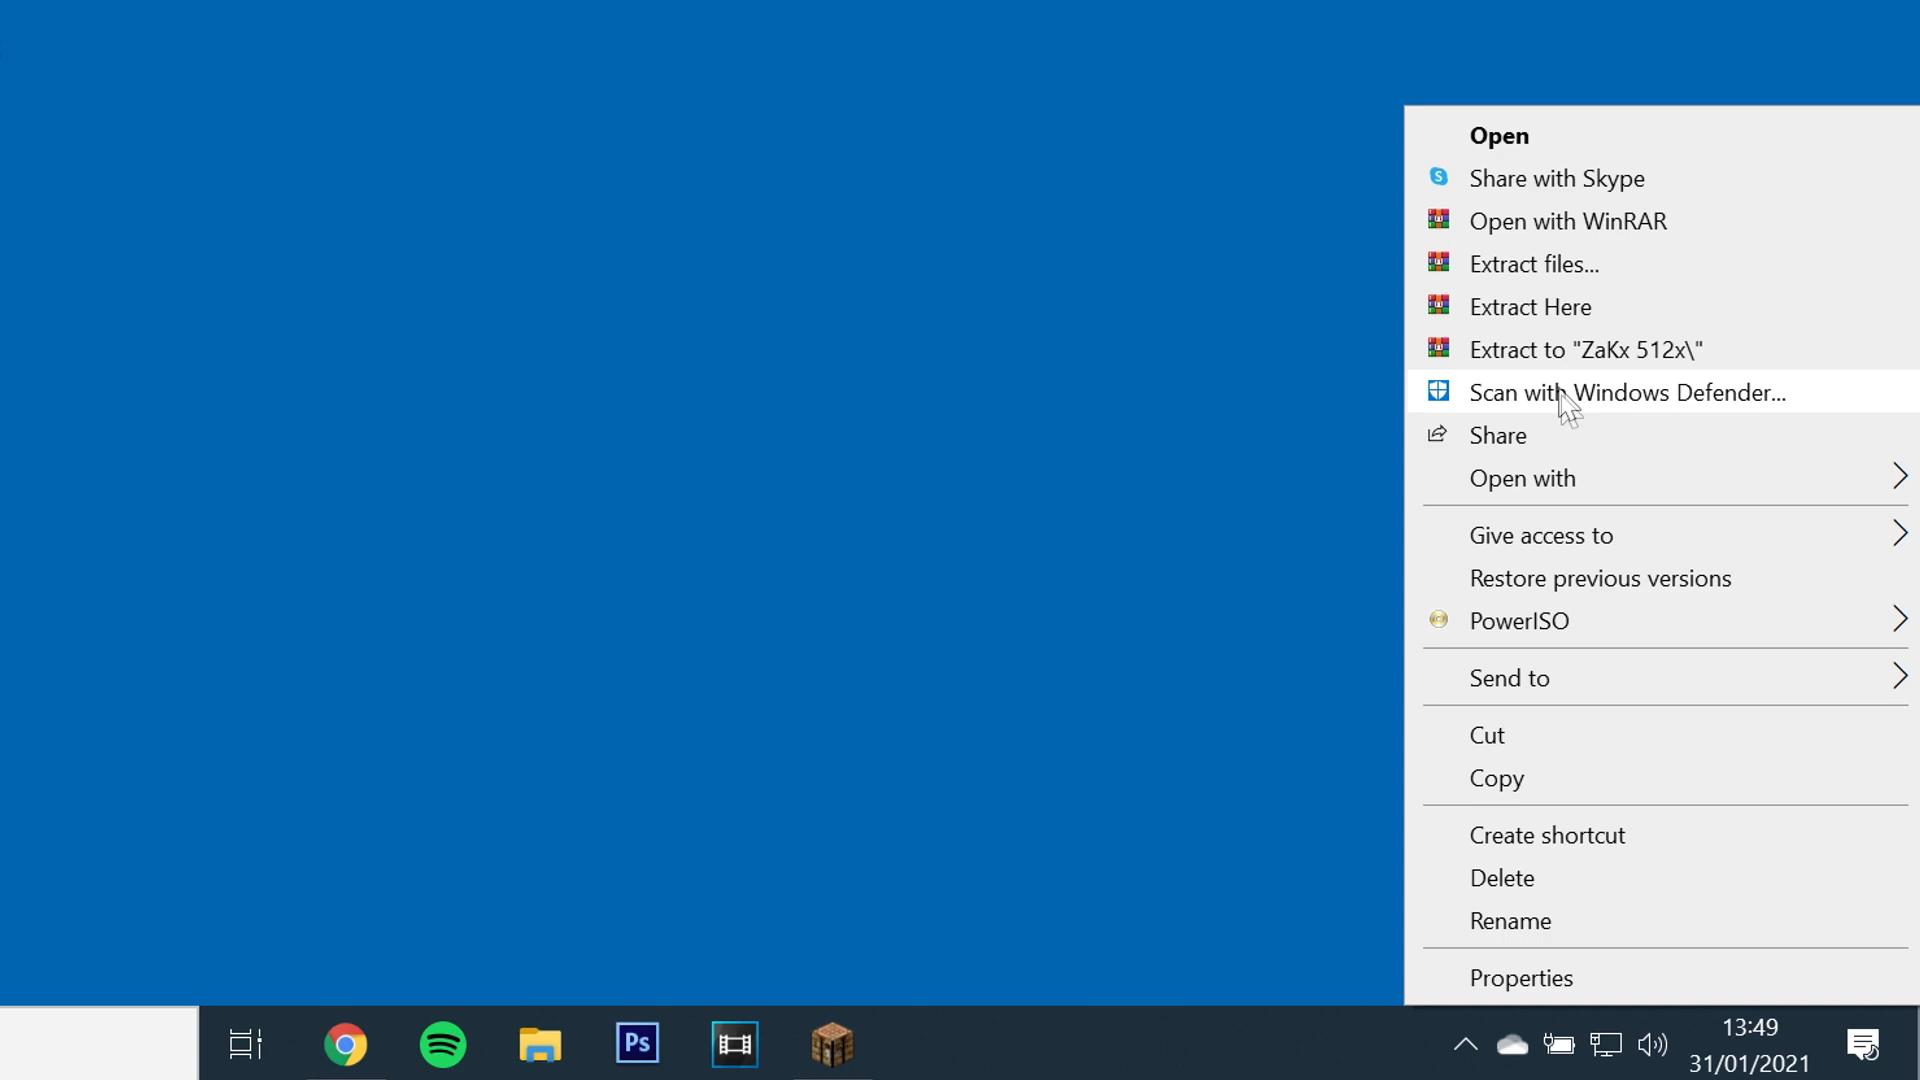 Open
Share with Skype
Open with WinRAR
Extract files...
Extract Here
Extract to "ZaKx 512x\"
Scan with Windows Defender...
Share
Open with
Give access to
Restore previous versions
PowerISO
Send to
Cut
Copy
Create shortcut
Delete
Rename
Properties
Ps
13:49
31/01/2021